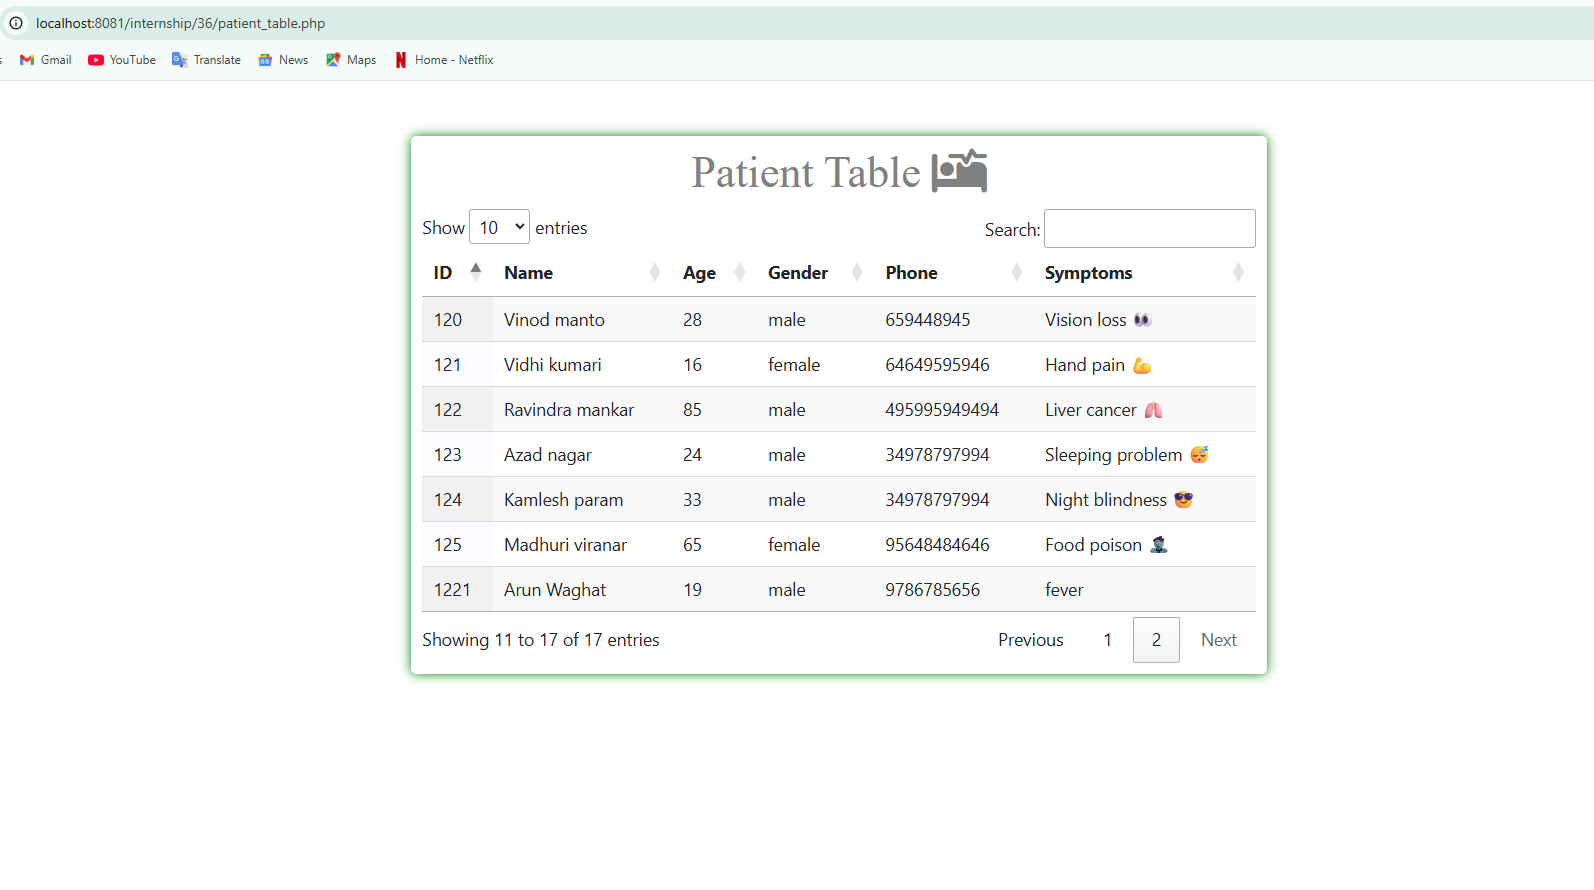 localhost:8081/internship/36/patient_table.php
s Gmail YouTube Translate News Maps Home - Netflix
Patient Table
Show 10 entries Search:
ID Name Age Gender Phone Symptoms
120 Vinod manto 28 male 659448945 Vision loss 👀
121 Vidhi kumari 16 female 64649595946 Hand pain 💪
122 Ravindra mankar 85 male 495995949494 Liver cancer 🫁
123 Azad nagar 24 male 34978797994 Sleeping problem 😴
124 Kamlesh param 33 male 34978797994 Night blindness 😎
125 Madhuri viranar 65 female 95648484646 Food poison
1221 Arun Waghat 19 male 9786785656 fever
Showing 11 to 17 of 17 entries Previous 1 2 Next